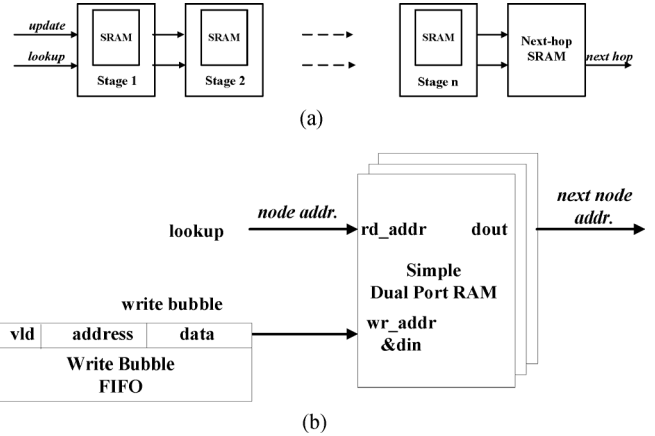 update
lookup
SRAM
Stage 1
SRAM
Stage 2
SRAM
Stage n
Next-hop
SRAM
next hop
(a)
lookup
node addr.
rd_addr
dout
next node
addr.
Simple
Dual Port RAM
write bubble
vld address data
Write Bubble
FIFO
wr_addr
&din
(b)